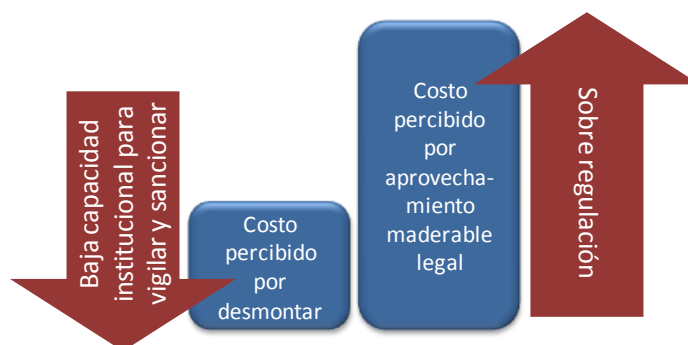 Baja capacidad
institucional para
vigilar y sancionar
Costo
percibido
por
desmontar
Costo
percibido
por
aprovecha-
miento
maderable
legal
Sobre regulación